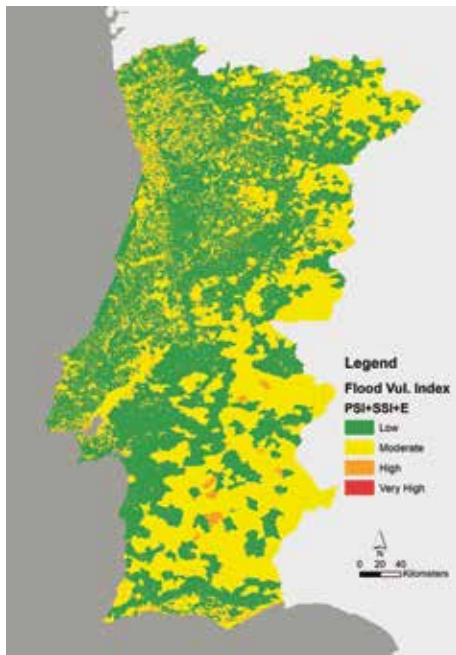 Legend
Flood Vul. Index
PSI+SSI+E
Low
Moderate
High
Very High
N
0 20 40
Kilometers